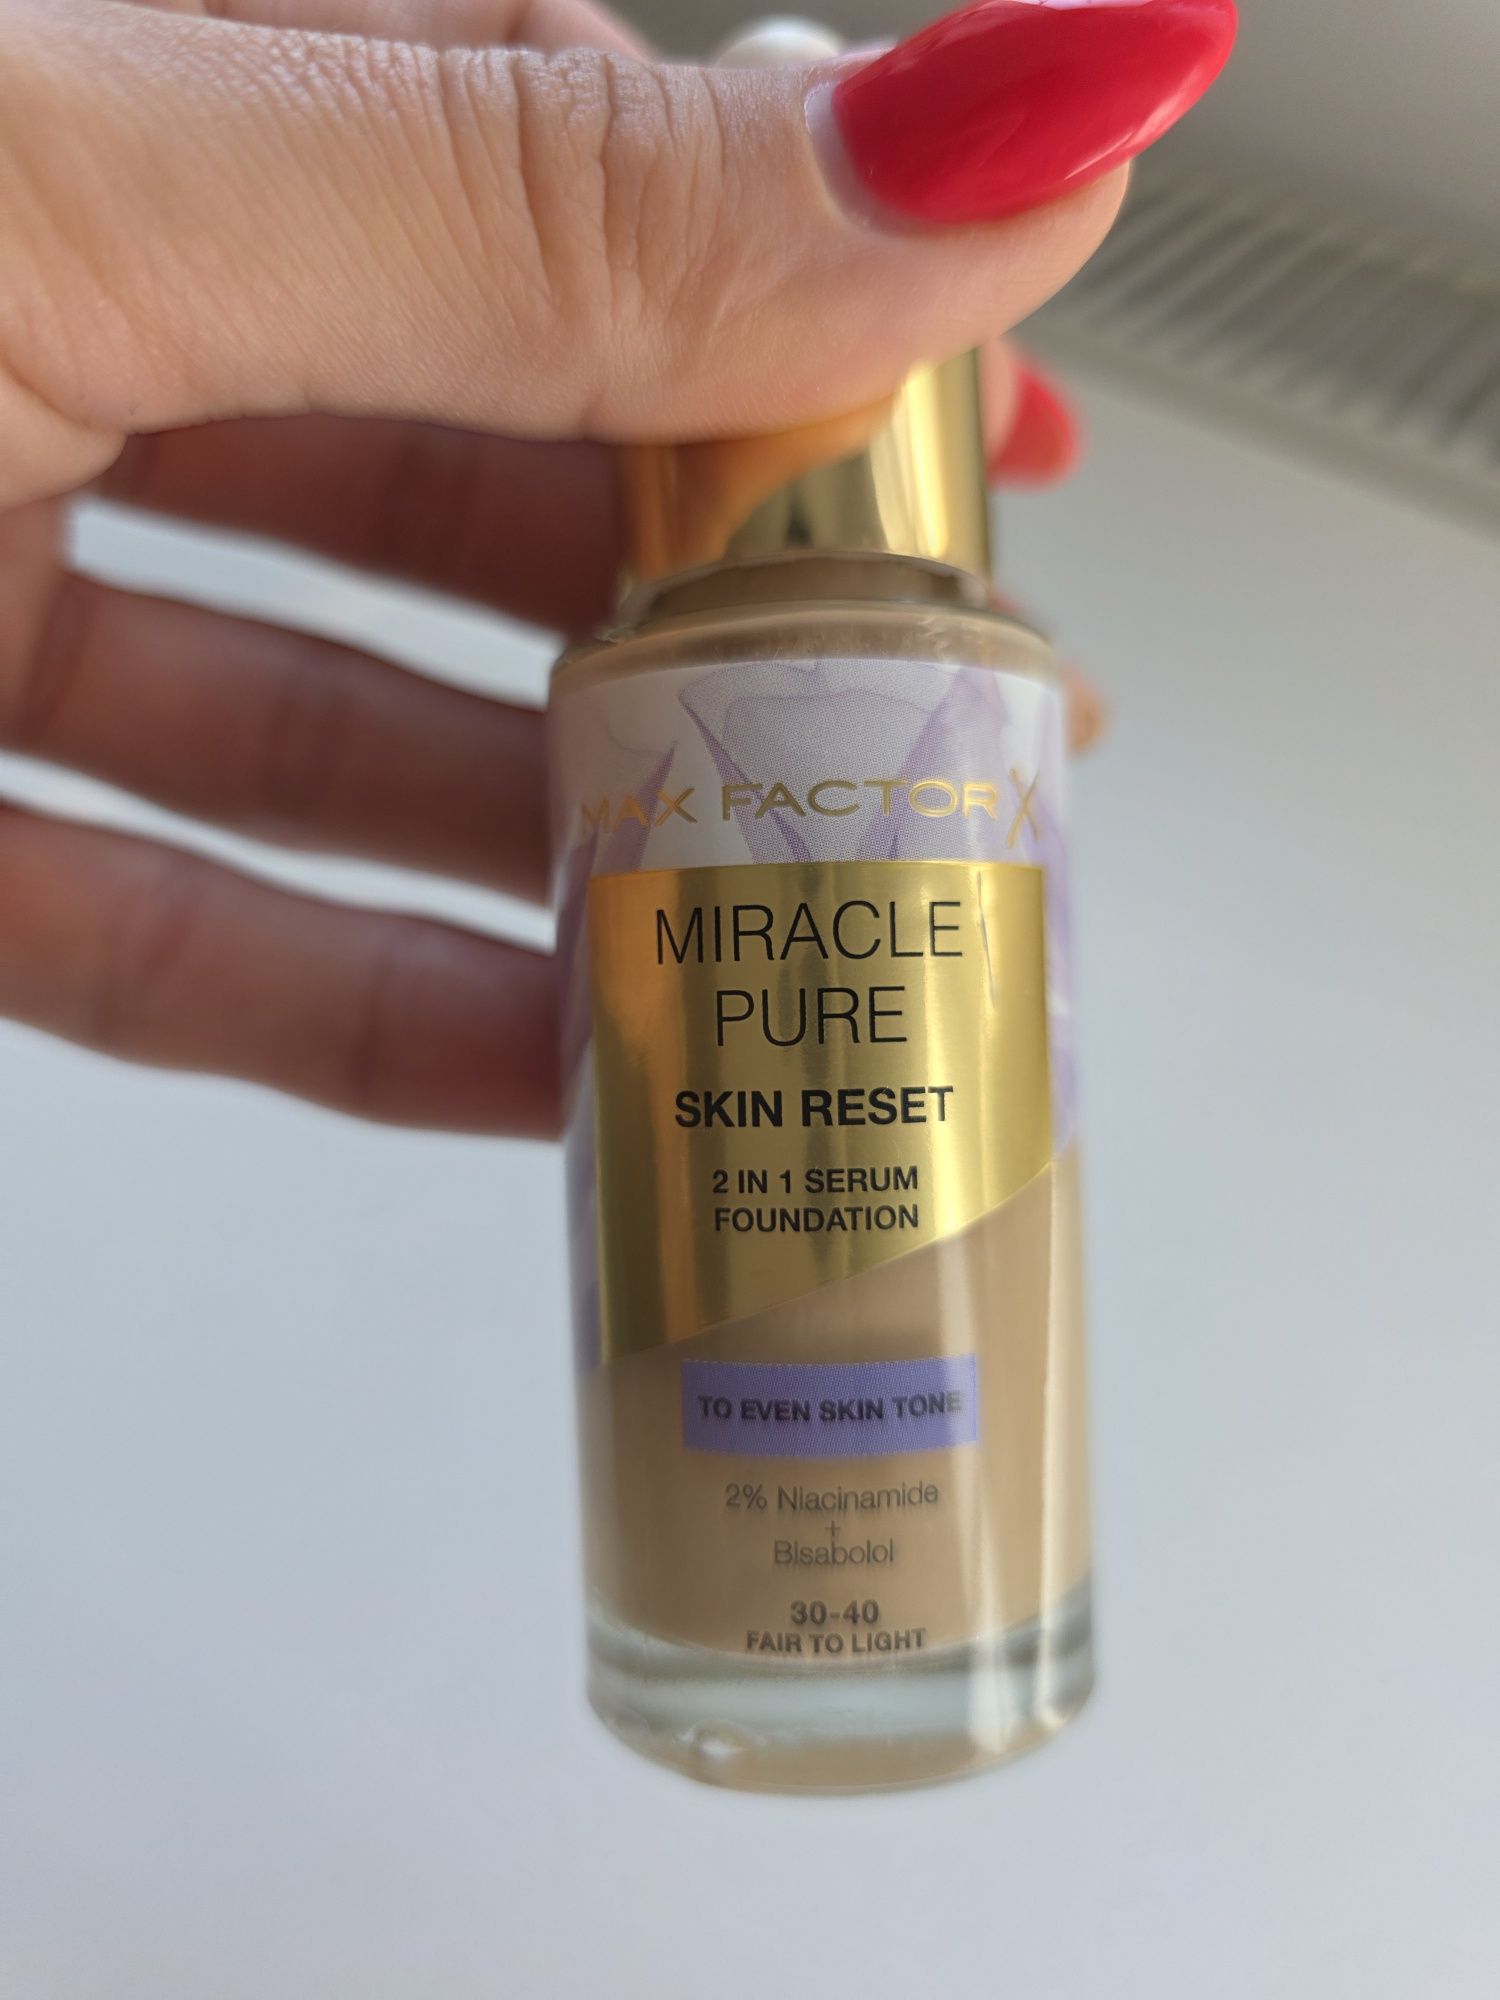 MAX FACTOR X
MIRACLE
PURE
SKIN RESET
2 IN 1 SERUM
FOUNDATION
TO EVEN SKIN TONE
2% Niacinamide
+
Bisabolol
30-40
FAIR TO LIGHT